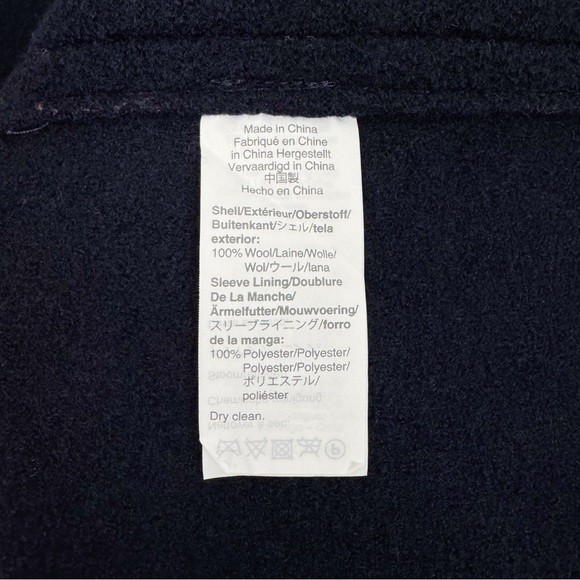 Made in China
Fabriqué en Chine
in China Hergestellt
Vervaardigd in China
中国製
Hecho en China
Shell/Extérieur/Oberstoff/
Buitenkant/シェル/tela
exterior:
100% Wool/Laine/Wolle/
Wol/ウール/lana
Sleeve Lining/Doublure
De La Manche/
Ärmelfutter/Mouwvoering/
スリーブライニング/forro
de la manga:
100% Polyester/Polyester/
Polyester/Polyester/
ポリエステル/
poliéster
Dry clean.